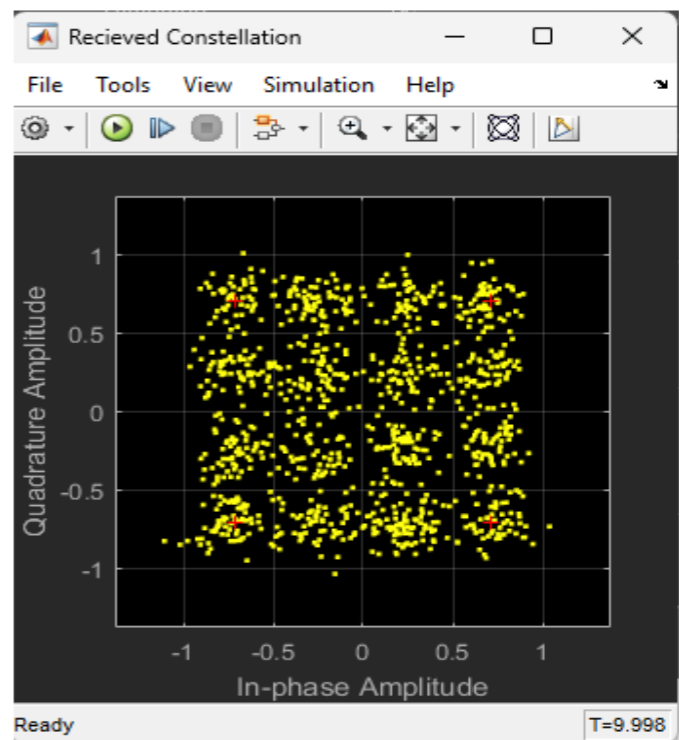 Recieved Constellation
File Tools View Simulation Help
1
0.5
0
-0.5
-1
Quadrature Amplitude
-1 -0.5 0 0.5 1
In-phase Amplitude
Ready T=9.998